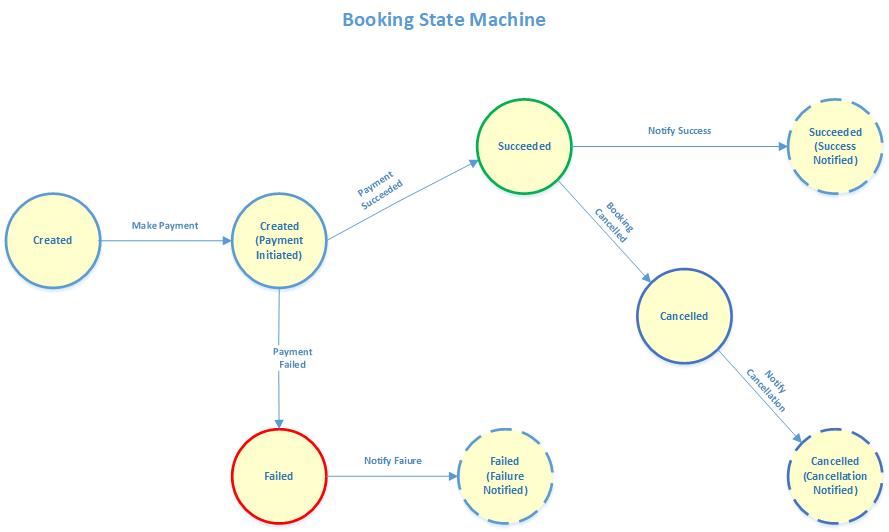 Booking State Machine
Created
Make Payment
Created
(Payment
Initiated)
Payment
Succeeded
Succeeded
Notify Success
Succeeded
(Success
Notified)
Booking
Cancelled
Cancelled
Notify
Cancellation
Cancelled
(Cancellation
Notified)
Payment
Failed
Failed
Notify Faiure
Failed
(Failure
Notified)